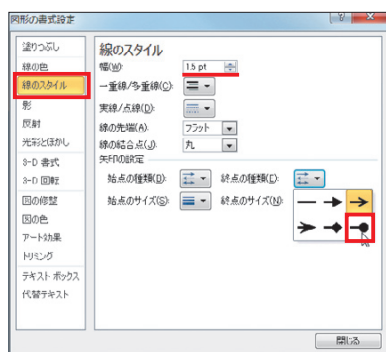 図形の書式設定
塗りつぶし
線の色
線のスタイル
影
反射
光彩とぼかし
3-D 書式
3-D 回転
図の修整
図の色
アート効果
トリミング
テキスト ボックス
代替テキスト
線のスタイル
幅(W): 1.5 pt
一重線/多重線(C):
実線/点線(D):
線の先端(A): フラット
線の結合点(J): 丸
矢印の設定
始点の種類(D): 終点の種類(E):
始点のサイズ(S): 終点のサイズ(N):
閉じる